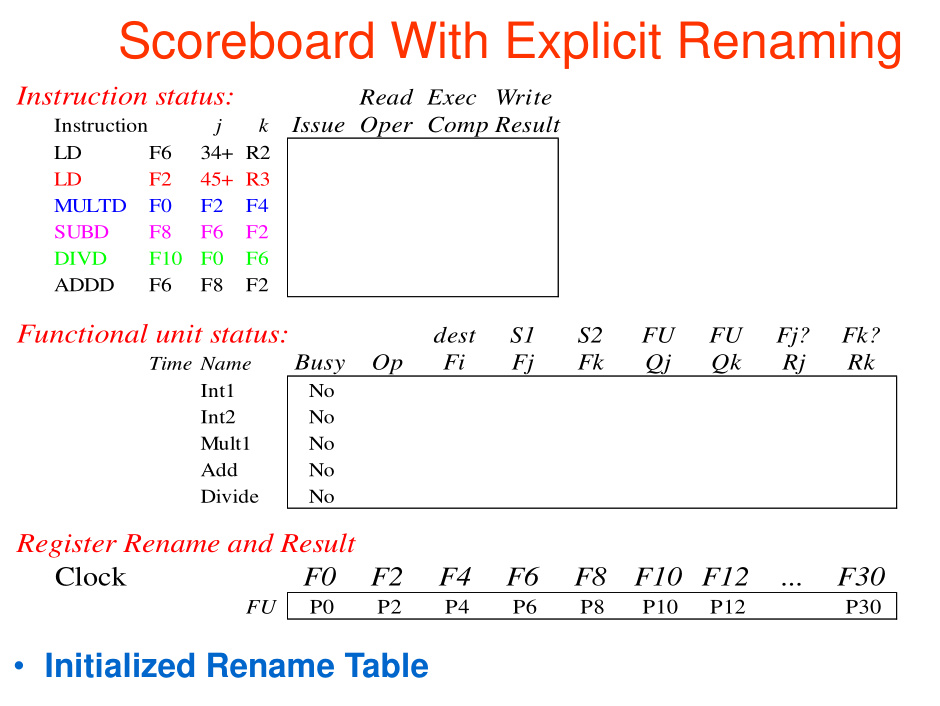 Scoreboard With Explicit Renaming
Instruction status: Read Exec Write
Instruction j k Issue Oper Comp Result
LD F6 34+ R2
LD F2 45+ R3
MULTD F0 F2 F4
SUBD F8 F6 F2
DIVD F10 F0 F6
ADDD F6 F8 F2
Functional unit status: dest S1 S2 FU FU Fj? Fk?
Time Name Busy Op Fi Fj Fk Qj Qk Rj Rk
Int1 No
Int2 No
Mult1 No
Add No
Divide No
Register Rename and Result
Clock F0 F2 F4 F6 F8 F10 F12 ... F30
FU P0 P2 P4 P6 P8 P10 P12 P30
• Initialized Rename Table